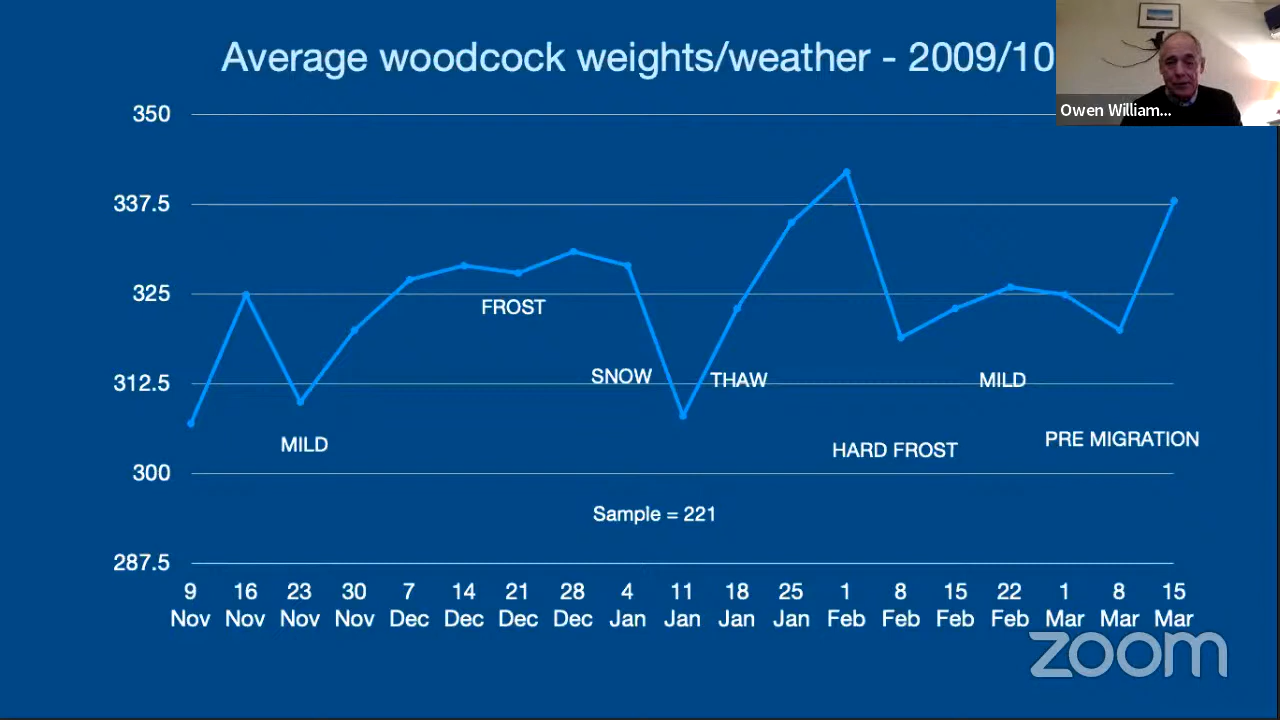 Average woodcock weights/weather - 2009/10
Owen William...
350
337.5
325
312.5
300
287.5
FROST
SNOW
THAW
MILD
MILD
HARD FROST
PRE MIGRATION
Sample = 221
9 Nov
16 Nov
23 Nov
30 Nov
7 Dec
14 Dec
21 Dec
28 Dec
4 Jan
11 Jan
18 Jan
25 Jan
1 Feb
8 Feb
15 Feb
22 Feb
1 Mar
8 Mar
15 Mar
zoom